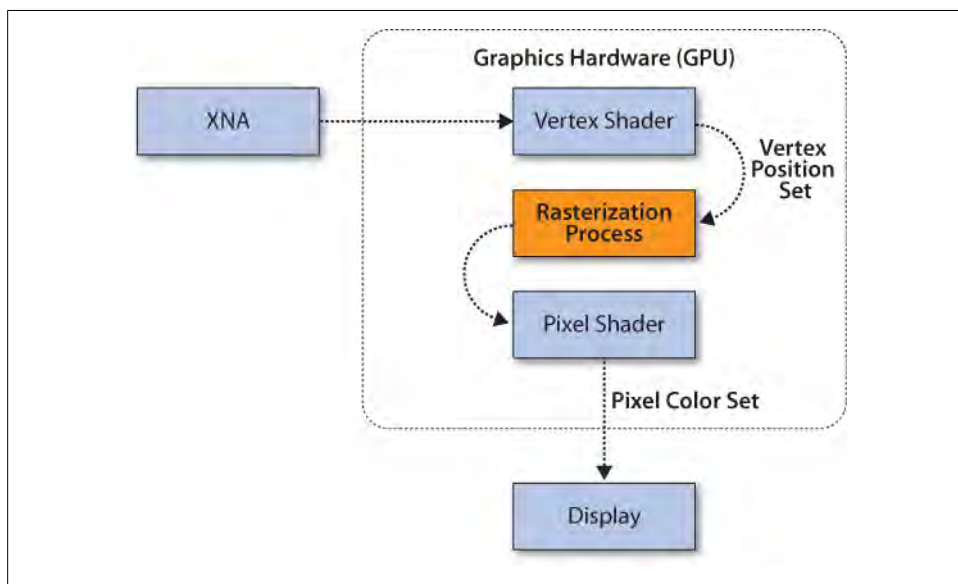 Graphics Hardware (GPU)
XNA
Vertex Shader
Vertex
Position
Set
Rasterization
Process
Pixel Shader
Pixel Color Set
Display